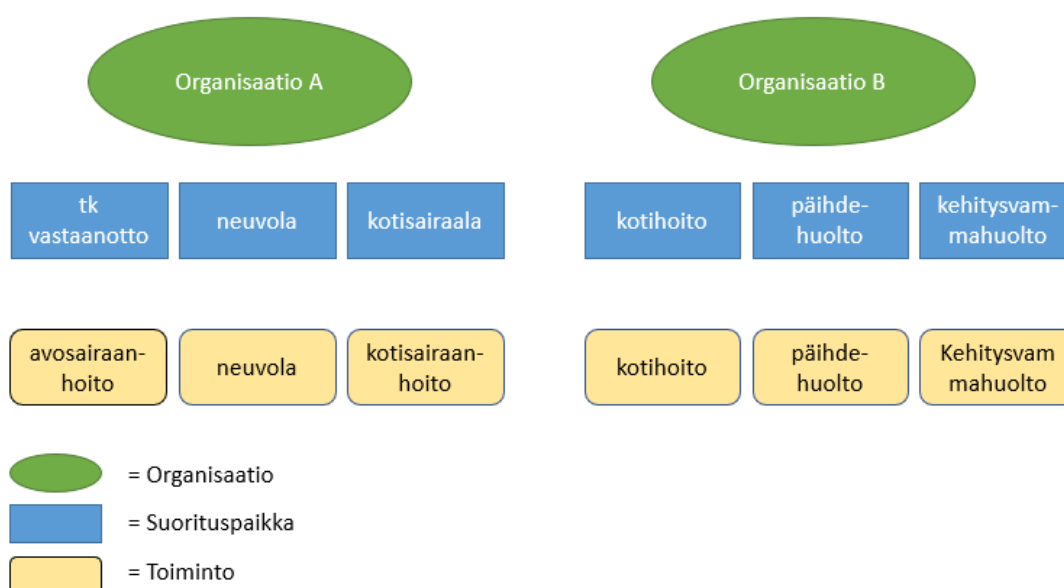 Organisaatio A
Organisaatio B
tk
vastaanotto
neuvola
kotisairaala
kotihoito
päihde-
huolto
kehitysvam-
mahuolto
avosairaan-
hoito
neuvola
kotisairaan-
hoito
kotihoito
päihde-
huolto
Kehitysvam
mahuolto
= Organisaatio
= Suorituspaikka
= Toiminto